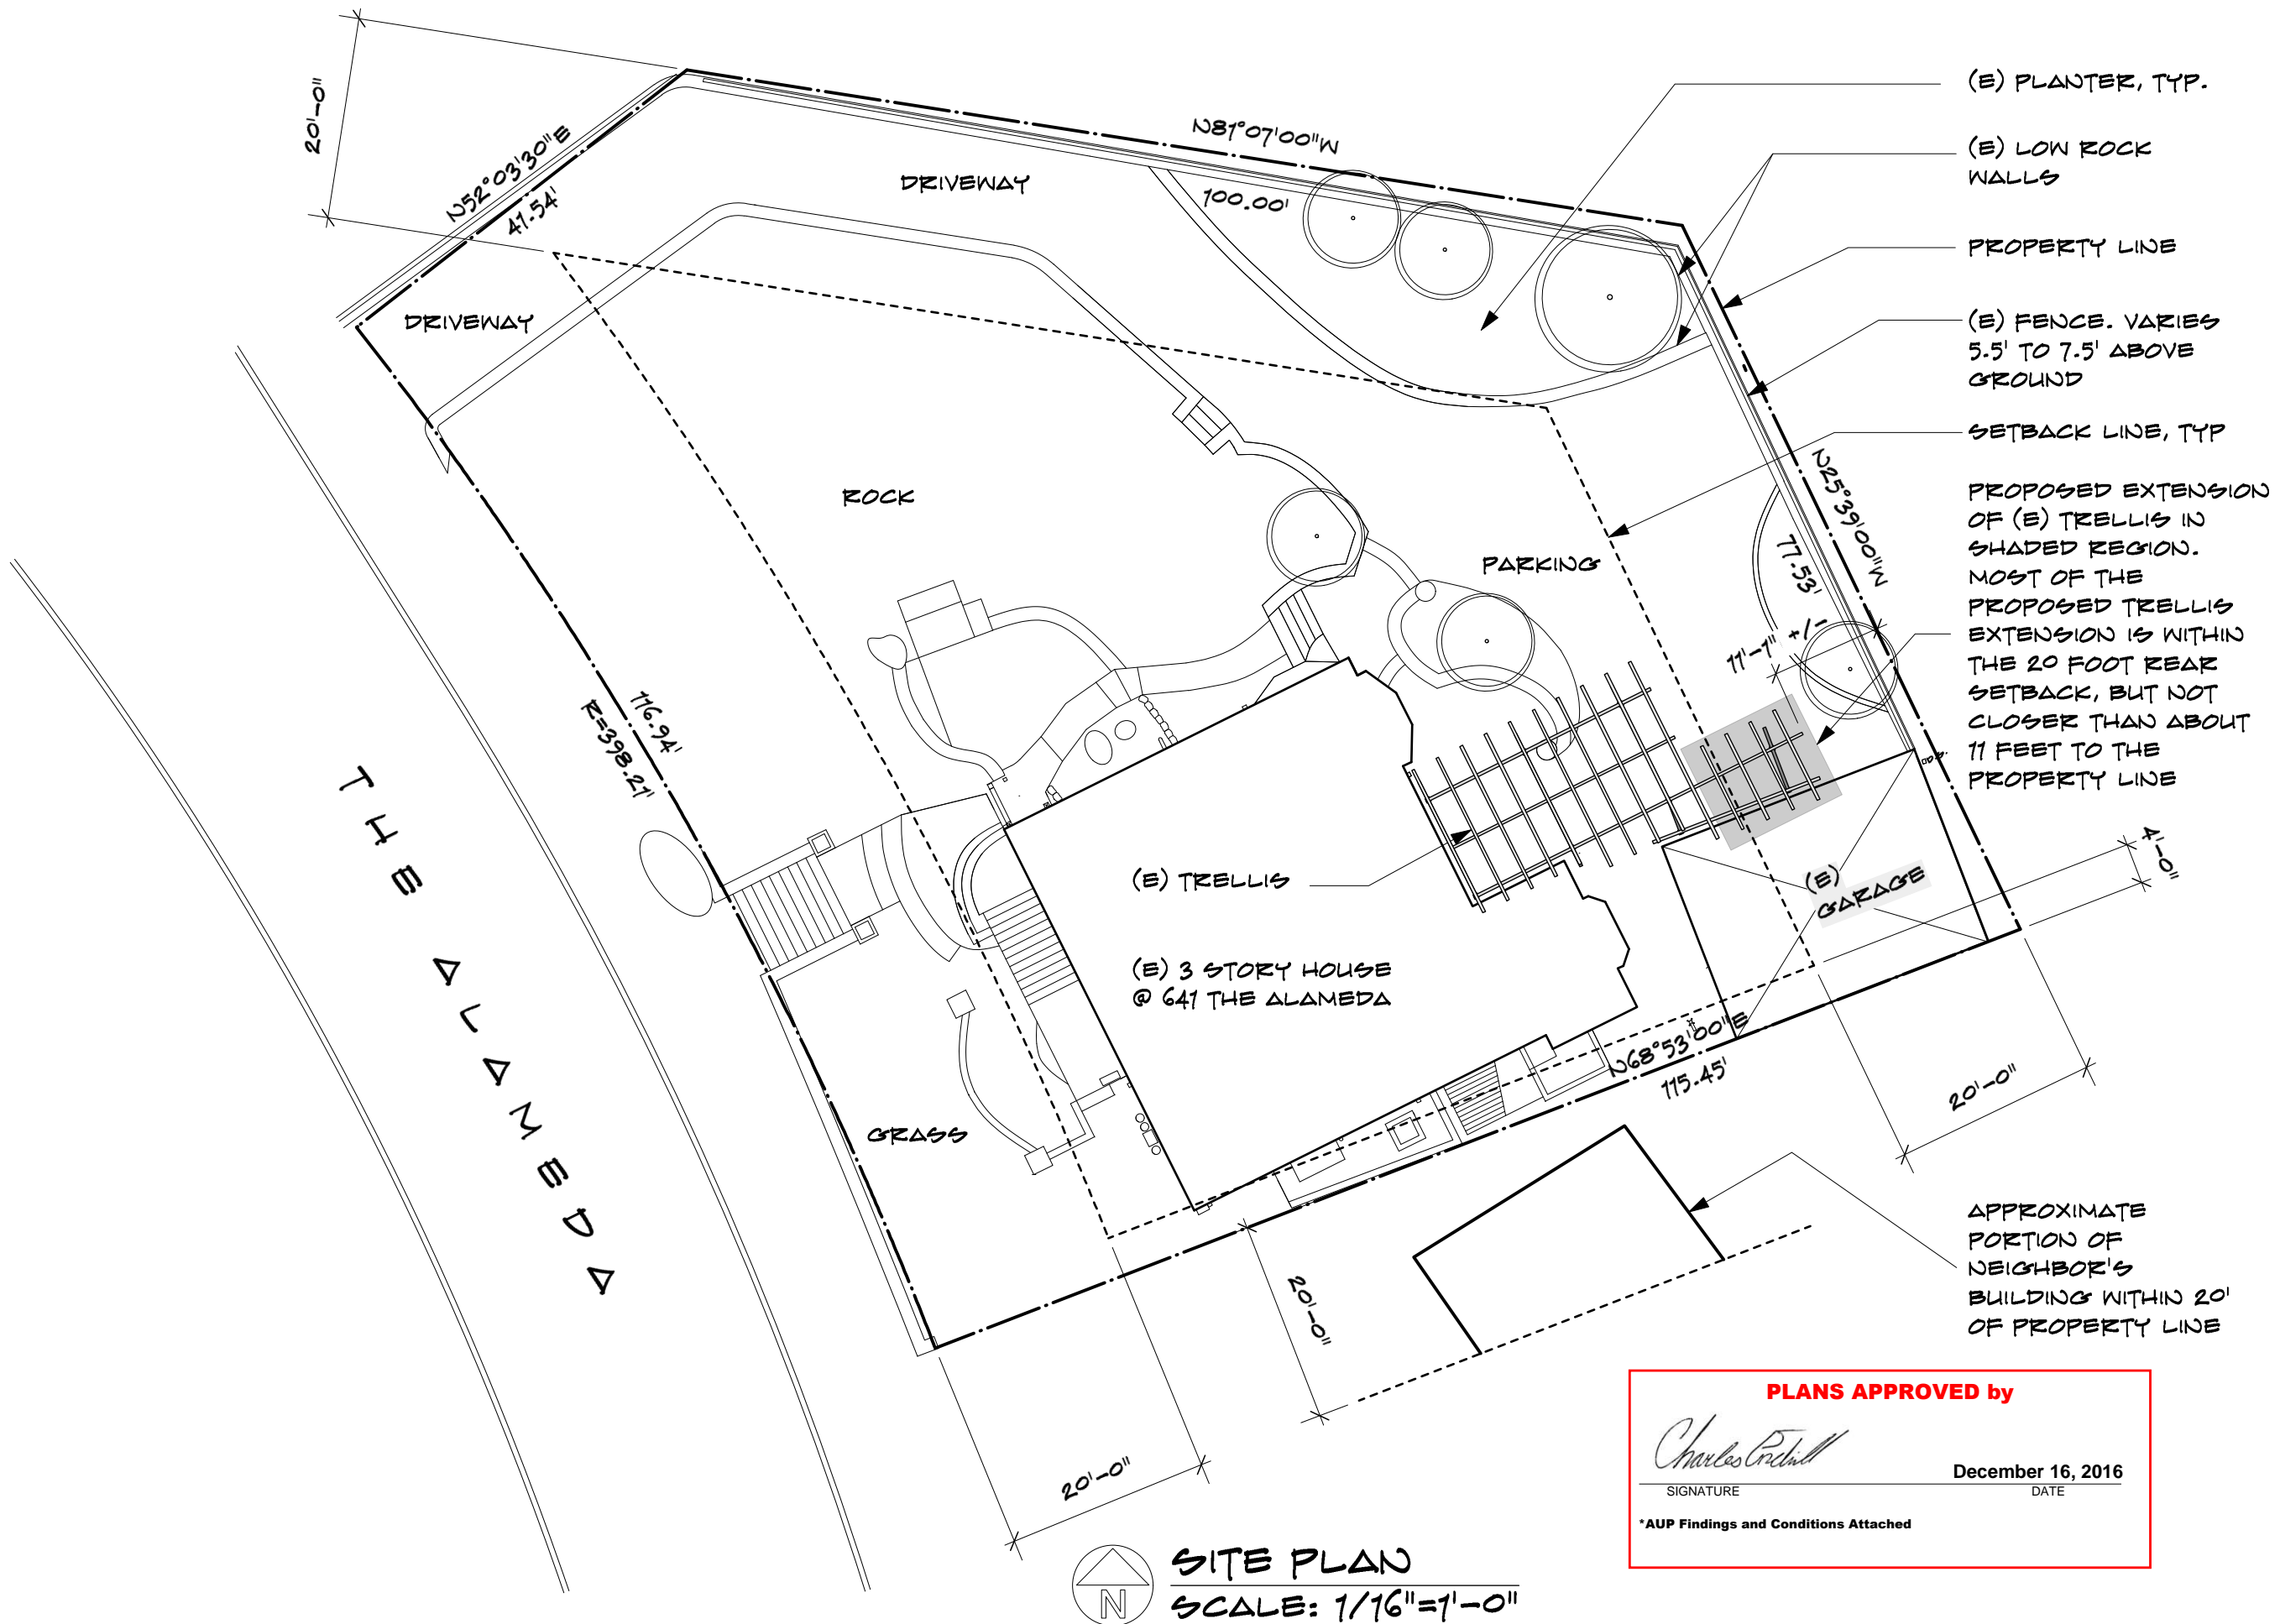 20'-0"
N52°03'30"E
41.54'
N81°07'00"W
100.00'
DRIVEWAY
DRIVEWAY
ROCK
PARKING
(E) PLANTER, TYP.
(E) LOW ROCK
WALLS
PROPERTY LINE
(E) FENCE. VARIES
5.5' TO 7.5' ABOVE
GROUND
SETBACK LINE, TYP
PROPOSED EXTENSION
OF (E) TRELLIS IN
SHADED REGION.
MOST OF THE
PROPOSED TRELLIS
EXTENSION IS WITHIN
THE 20 FOOT REAR
SETBACK, BUT NOT
CLOSER THAN ABOUT
11 FEET TO THE
PROPERTY LINE
N25°39'00"W
77.53'
11'-1" +/-
116.94'
R=398.21'
THE ALAMEDA
(E) TRELLIS
(E) 3 STORY HOUSE
@ 641 THE ALAMEDA
(E)
GARAGE
4'-0"
GRASS
N68°53'00"E
115.45'
20'-0"
20'-0"
20'-0"
APPROXIMATE
PORTION OF
NEIGHBOR'S
BUILDING WITHIN 20'
OF PROPERTY LINE
PLANS APPROVED by
December 16, 2016
SIGNATURE DATE
*AUP Findings and Conditions Attached
N
SITE PLAN
SCALE: 1/16"=1'-0"